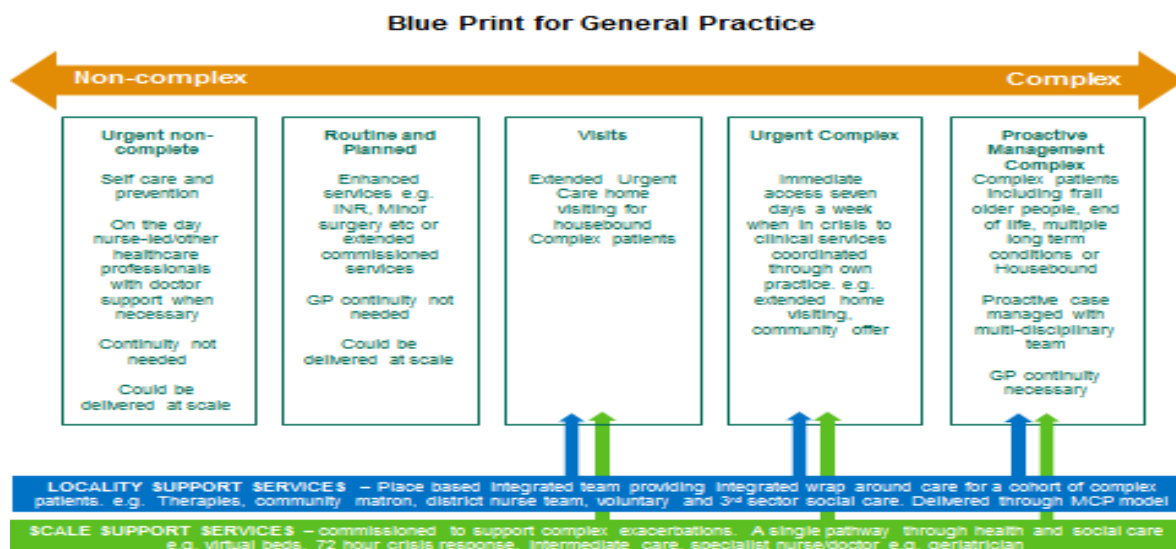 Blue Print for General Practice
Non-complex
Complex
Urgent non-
complete
Self care and
prevention
On the day
nurse-led/other
healthcare
professionals
with doctor
support when
necessary
Continuity not
needed
Could be
delivered at scale
Routine and
Planned
Enhanced
services e.g.
INR, Minor
surgery etc or
extended
commissioned
services
GP continuity not
needed
Could be
delivered at scale
Visits
Extended Urgent
Care home
visiting for
housebound
Complex patients
Urgent Complex
Immediate
access seven
days a week
when in crisis to
clinical services
coordinated
through own
practice. e.g.
extended home
visiting,
community offer
Proactive
Management
Complex
Complex patients
including frail
older people, end
of life, multiple
long term
conditions or
Housebound
Proactive case
managed with
multi-disciplinary
team
GP continuity
necessary
LOCALITY SUPPORT SERVICES – Place based integrated team providing integrated wrap around care for a cohort of complex
patients. e.g. Therapies, community matron, district nurse team, voluntary and 3rd sector social care. Delivered through MCP model
SCALE SUPPORT SERVICES – commissioned to support complex exacerbations. A single pathway through health and social care
e.g. virtual beds, 72 hour crisis response, Intermediate care, specialist nurse/doctor e.g. geriatrician